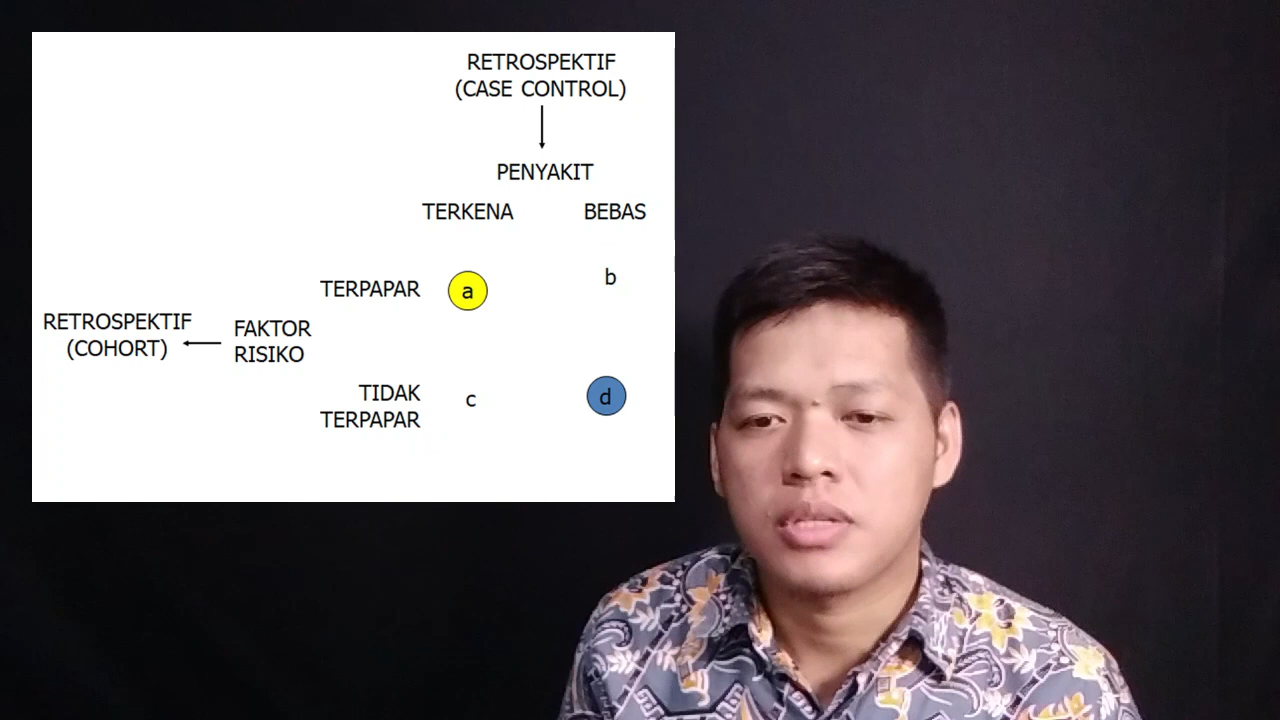 RETROSPEKTIF
(CASE CONTROL)
PENYAKIT
TERKENA BEBAS
TERPAPAR a b
RETROSPEKTIF
(COHORT)
FAKTOR
RISIKO
TIDAK
TERPAPAR
c d